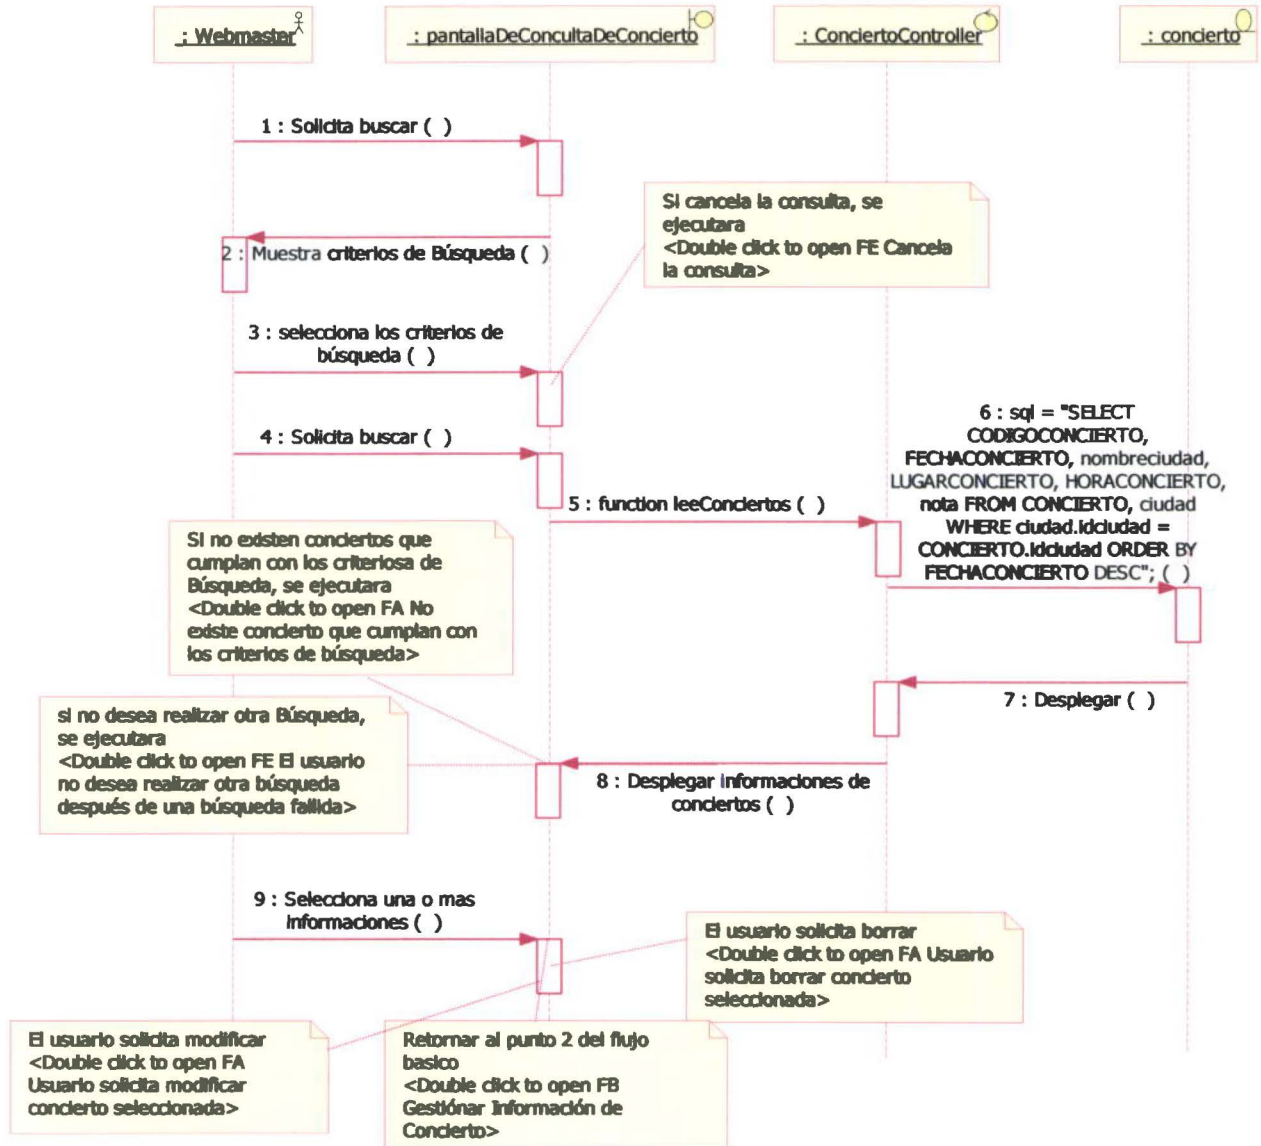 : Webmaster
: pantallaDeConcultaDeConcierto
: ConciertoController
: concierto
1 : Solicita buscar ( )
Si cancela la consulta, se
ejecutara
<Double click to open FE Cancela
la consulta>
2 : Muestra criterios de Búsqueda ( )
3 : selecciona los criterios de
búsqueda ( )
4 : Solicita buscar ( )
5 : function leeConciertos ( )
6 : sql = "SELECT
CODIGOCONCIERTO,
FECHACONCIERTO, nombreciudad,
LUGARCONCIERTO, HORACONCIERTO,
nota FROM CONCIERTO, ciudad
WHERE ciudad.idciudad =
CONCIERTO.idciudad ORDER BY
FECHACONCIERTO DESC"; ( )
Si no existen conciertos que
cumplan con los criteriosa de
Búsqueda, se ejecutara
<Double click to open FA No
existe concierto que cumplan con
los criterios de búsqueda>
7 : Desplegar ( )
si no desea realizar otra Búsqueda,
se ejecutara
<Double click to open FE El usuario
no desea realizar otra búsqueda
después de una búsqueda fallida>
8 : Desplegar informaciones de
conciertos ( )
9 : Selecciona una o mas
informaciones ( )
El usuario solicita borrar
<Double click to open FA Usuario
solicita borrar concierto
seleccionada>
El usuario solicita modificar
<Double click to open FA
Usuario solicita modificar
concierto seleccionada>
Retornar al punto 2 del flujo
basico
<Double click to open FB
Gestiónar Información de
Concierto>